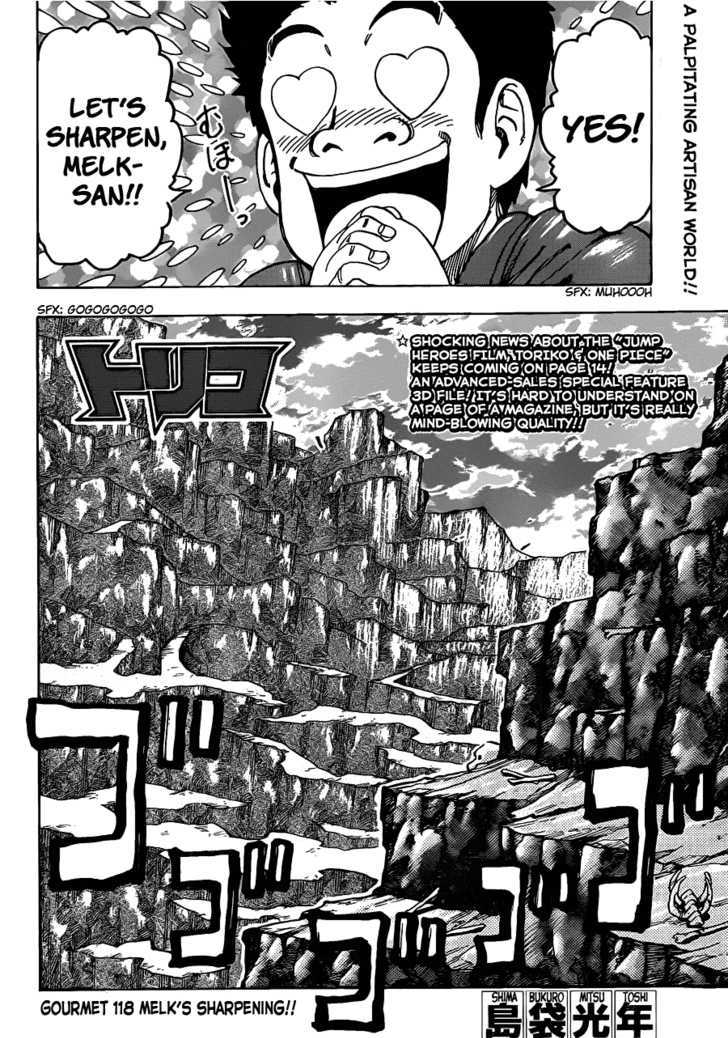 A PALPITATING ARTISAN WORLD!!
YES!
LET'S
SHARPEN,
MELK-
SAN!!
むほーっ
SFX: MUHOOOH
SFX: GOGOGOGOGO
トリコ
☆SHOCKING NEWS ABOUT THE "JUMP
HEROES FILM, TORIKO & ONE PIECE"
KEEPS COMING ON PAGE 14!
AN ADVANCED-SALES SPECIAL FEATURE
3D FILE! IT'S HARD TO UNDERSTAND ON
A PAGE OF A MAGAZINE, BUT IT'S REALLY
MIND-BLOWING QUALITY!!
ゴゴゴゴゴ
GOURMET 118 MELK'S SHARPENING!!
SHIMA BUKURO MITSU TOSHI
島袋光年